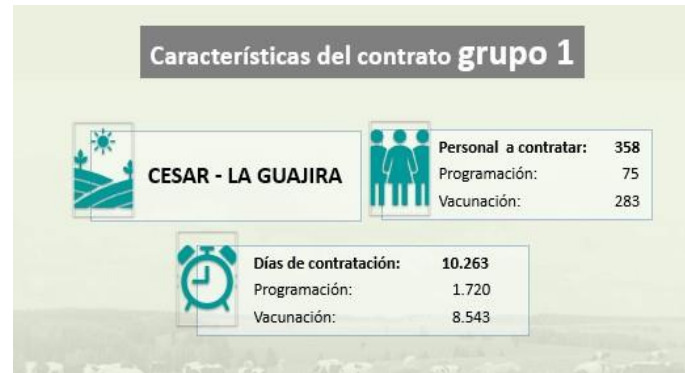 Características del contrato grupo 1
CESAR - LA GUAJIRA
Personal a contratar: 358
Programación: 75
Vacunación: 283
Días de contratación: 10.263
Programación: 1.720
Vacunación: 8.543